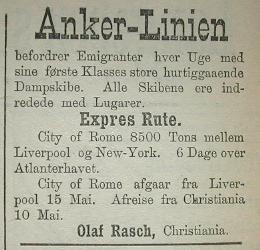 Anker-Linien
befordrer Emigranter hver Uge med
sine første Klasses store hurtiggaaende
Dampskibe. Alle Skibene ere ind-
redede med Lugarer.
Expres Rute.
City of Rome 8500 Tons mellem
Liverpool og New-York. 6 Dage over
Atlanterhavet.
City of Rome afgaar fra Liver-
pool 15 Mai. Afreise fra Christiania
10 Mai.
Olaf Rasch, Christiania.